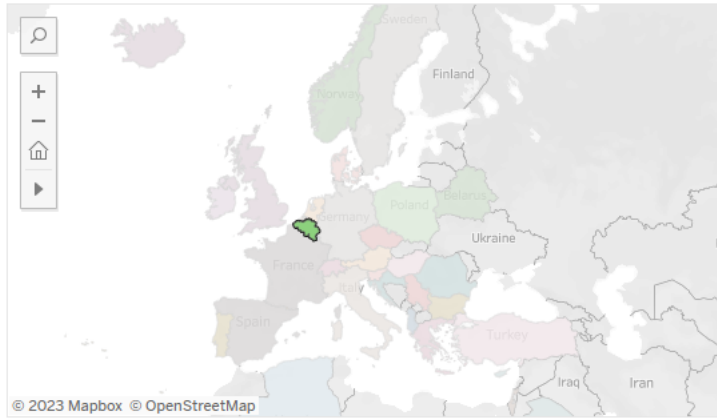 Sweden
Finland
Norway
Belarus
Poland
Germany
Ukraine
France
Italy
Spain
Turkey
Iraq
Iran
© 2023 Mapbox © OpenStreetMap